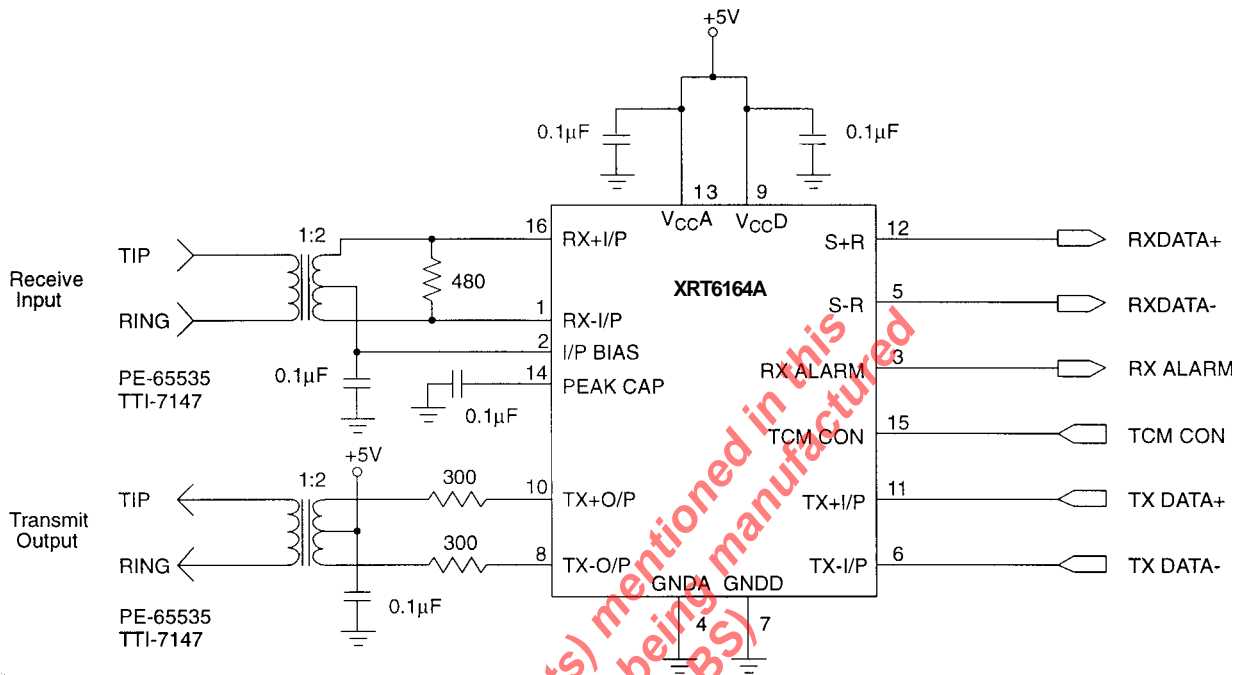 +5V
0.1µF
0.1µF
13
9
VCCA
VCCD
Receive
Input
TIP
RING
1:2
PE-65535
TTI-7147
0.1µF
480
16
RX+I/P
1
RX-I/P
2
I/P BIAS
14
PEAK CAP
0.1µF
XRT6164A
S+R
12
RXDATA+
S-R
5
RXDATA-
RX ALARM
3
RX ALARM
TCM CON
15
TCM CON
TX+I/P
11
TX DATA+
TX-I/P
6
TX DATA-
Transmit
Output
TIP
RING
1:2
+5V
PE-65535
TTI-7147
0.1µF
300
10
TX+O/P
300
8
TX-O/P
GNDA
GNDD
4
7
ts) mentioned in this
being manufactured
BS)